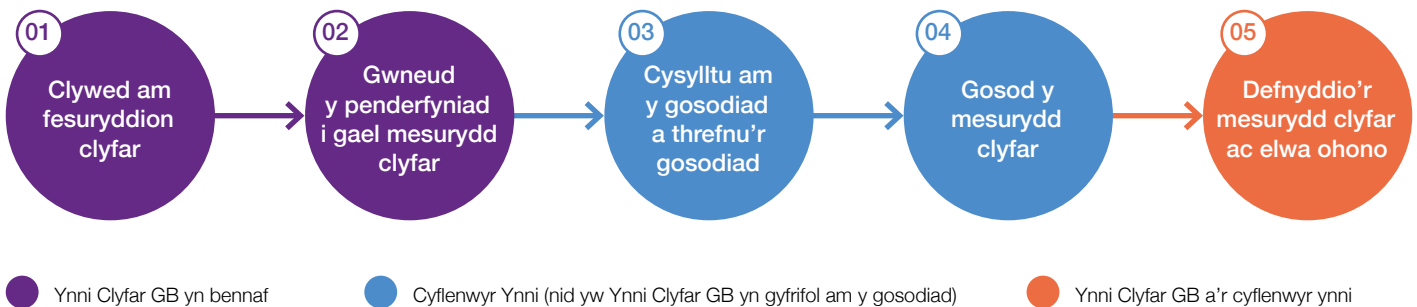 01
Clywed am
fesuryddion
clyfar
02
Gwneud
y penderfyniad
i gael mesurydd
clyfar
03
Cysylltu am
y gosodiad
a threfnu'r
gosodiad
04
Gosod y
mesurydd
clyfar
05
Defnyddio'r
mesurydd clyfar
ac elwa ohono
Ynni Clyfar GB yn bennaf
Cyflenwyr Ynni (nid yw Ynni Clyfar GB yn gyfrifol am y gosodiad)
Ynni Clyfar GB a'r cyflenwyr ynni